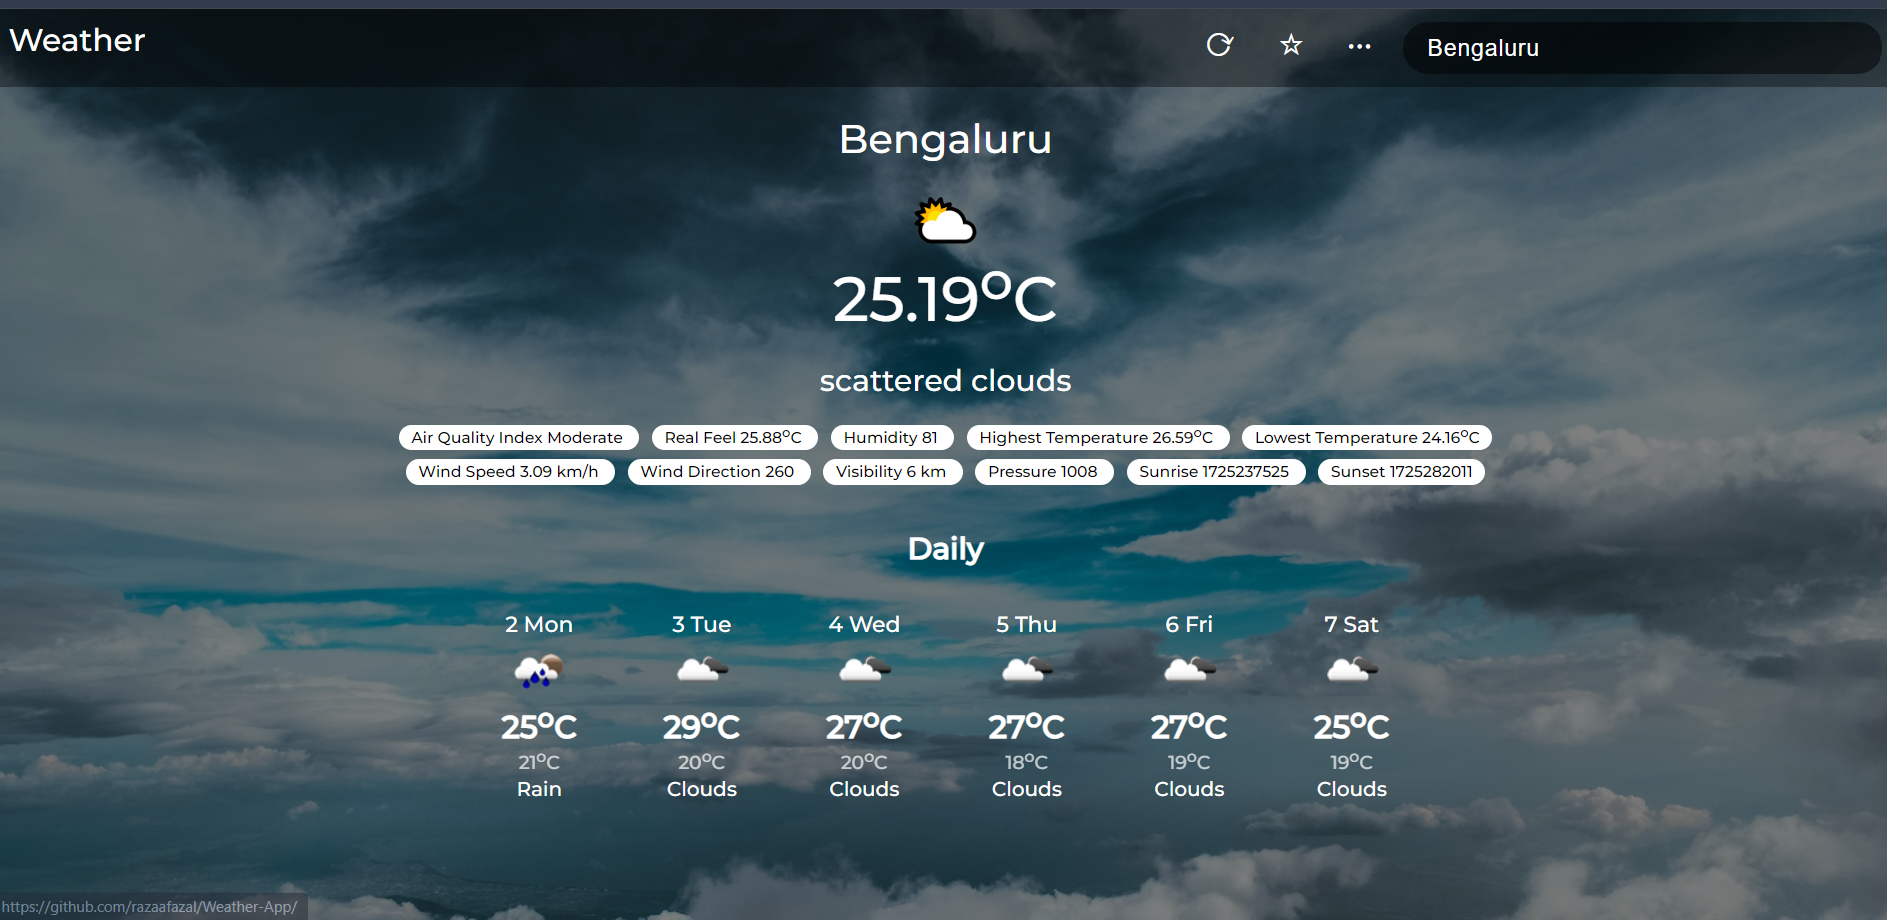 Weather
Bengaluru
Bengaluru
25.19°C
scattered clouds
Air Quality Index Moderate Real Feel 25.88°C Humidity 81 Highest Temperature 26.59°C Lowest Temperature 24.16°C
Wind Speed 3.09 km/h Wind Direction 260 Visibility 6 km Pressure 1008 Sunrise 1725237525 Sunset 1725282011
Daily
2 Mon 3 Tue 4 Wed 5 Thu 6 Fri 7 Sat
25°C 29°C 27°C 27°C 27°C 25°C
21°C 20°C 20°C 18°C 19°C 19°C
Rain Clouds Clouds Clouds Clouds Clouds
https://github.com/razaafazal/Weather-App/